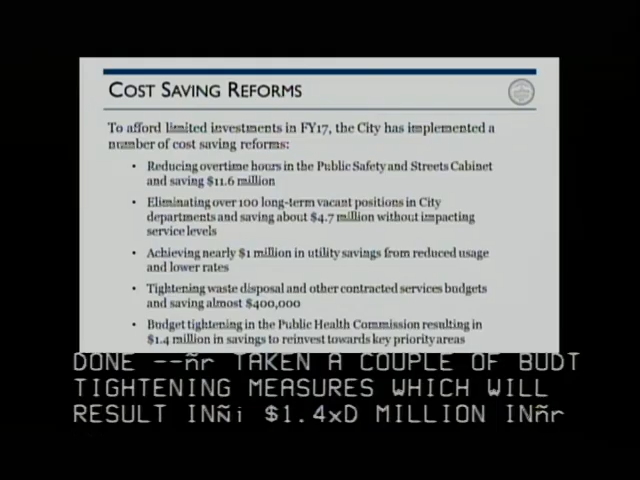 COST SAVING REFORMS
To afford limited investments in FY17, the City has implemented a
number of cost saving reforms:
• Reducing overtime hours in the Public Safety and Streets Cabinet
and saving $11.6 million
• Eliminating over 100 long-term vacant positions in City
departments and saving about $4.7 million without impacting
service levels
• Achieving nearly $1 million in utility savings from reduced usage
and lower rates
• Tightening waste disposal and other contracted services budgets
and saving almost $400,000
• Budget tightening in the Public Health Commission resulting in
$1.4 million in savings to reinvest towards key priority areas
DONE --ñr TAKEN A COUPLE OF BUDT
TIGHTENING MEASURES WHICH WILL
RESULT INÑi $1.4xD MILLION INñr